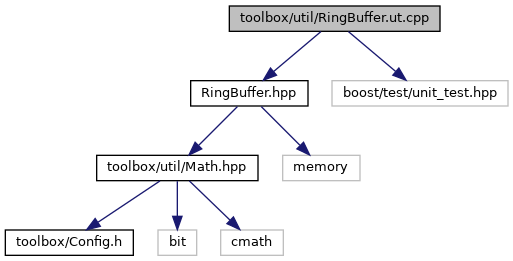 toolbox/util/RingBuffer.ut.cpp
RingBuffer.hpp
boost/test/unit_test.hpp
toolbox/util/Math.hpp
memory
toolbox/Config.h
bit
cmath